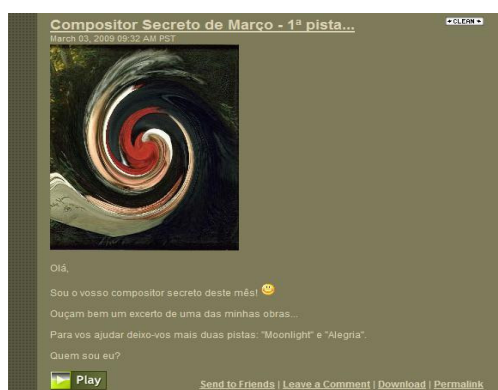 Compositor Secreto de Março - 1ª pista...
CLEAN
March 03, 2009 09:32 AM PST
Olá,
Sou o vosso compositor secreto deste mês!
Ouçam bem um excerto de uma das minhas obras...
Para vos ajudar deixo-vos mais duas pistas: "Moonlight" e "Alegria".
Quem sou eu?
Play
Send to Friends | Leave a Comment | Download | Permalink